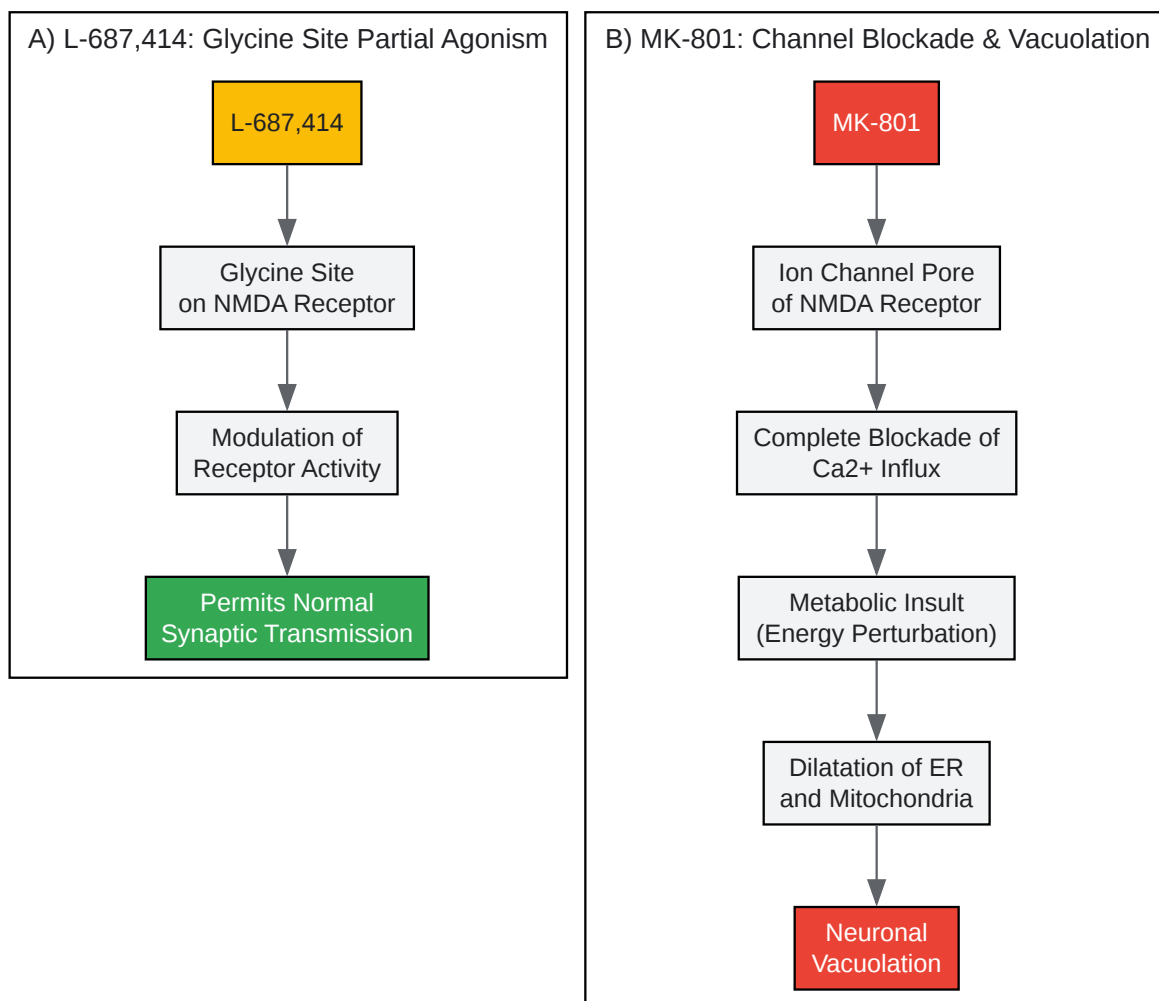 A) L-687,414: Glycine Site Partial Agonism
L-687,414
Glycine Site
on NMDA Receptor
Modulation of
Receptor Activity
Permits Normal
Synaptic Transmission
B) MK-801: Channel Blockade & Vacuolation
MK-801
Ion Channel Pore
of NMDA Receptor
Complete Blockade of
Ca2+ Influx
Metabolic Insult
(Energy Perturbation)
Dilatation of ER
and Mitochondria
Neuronal
Vacuolation